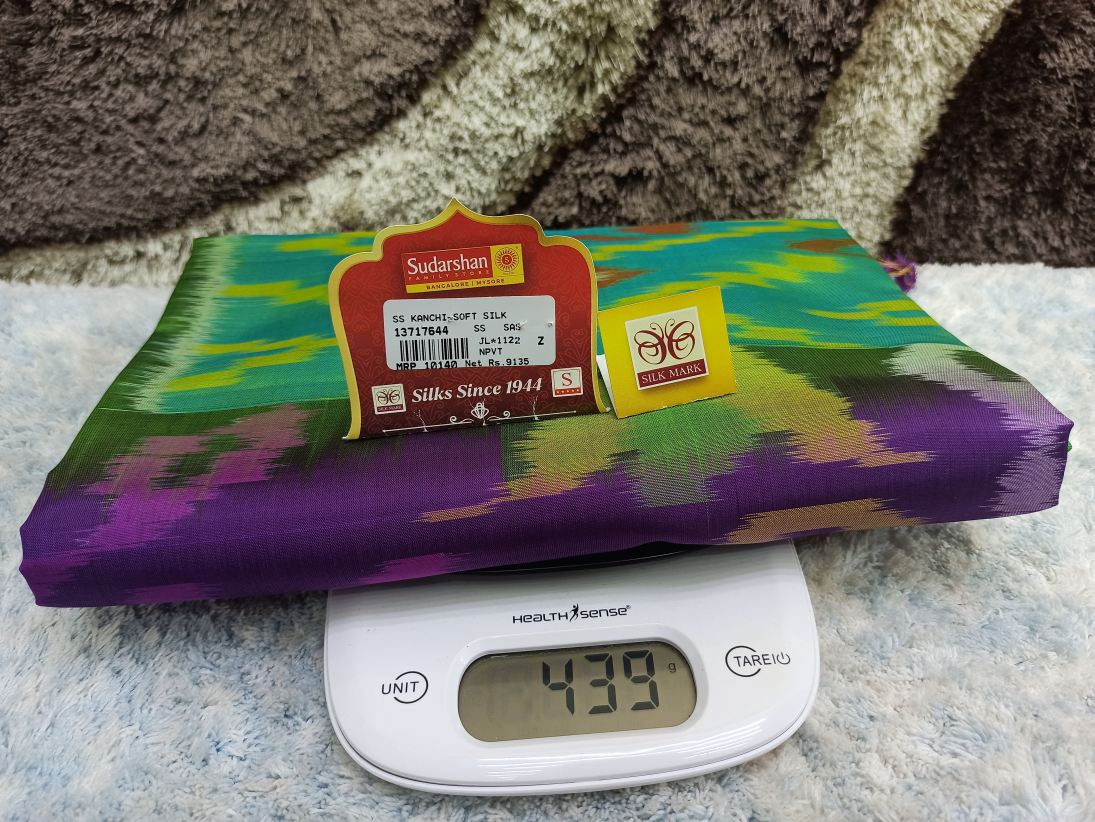 Sudarshan
FAMILY STORE
BANGALORE | MYSORE
SS KANCHI-SOFT SILK
13717644 SS SAS
JL*1122 Z
NPVT
MRP 10140 Net Rs.9135
SILK MARK
Silks Since 1944
S
SILK MARK
HEALTH SENSE®
UNIT
439 g
TARE